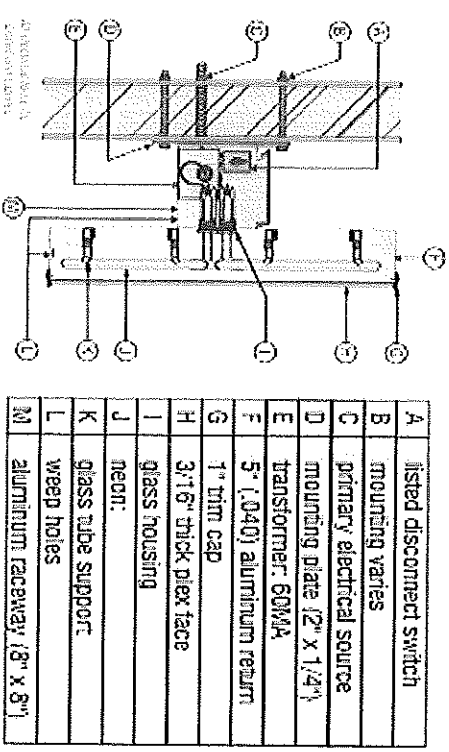 A listed disconnect switch
B mounting varies
C primary electrical source
D mounting plate (2" x 1/4")
E transformer: 60MA
F 5" (.040) aluminum return
G 1" trim cap
H 3/16" thick plex face
I glass housing
J neon:
K glass tube support
L weep holes
M aluminum raceway (8" x 8")
A
B
C
D
E
M
L
F
G
H
I
J
K
L